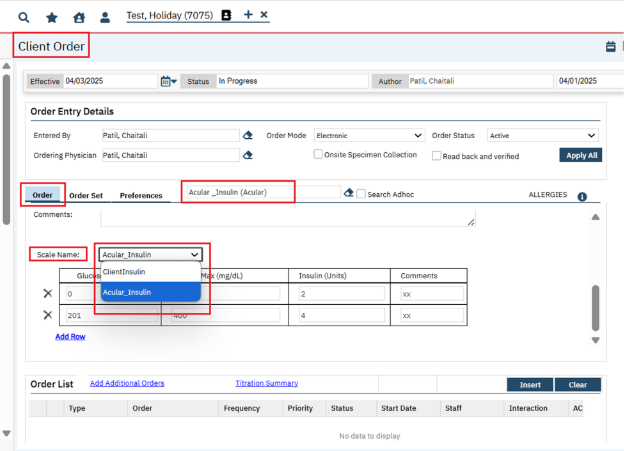 Test, Holiday (7075)
Client Order
Effective 04/03/2025 Status In Progress Author Patil, Chaitali 04/01/2025
Order Entry Details
Entered By Patil, Chaitali Order Mode Electronic Order Status Active
Ordering Physician Patil, Chaitali Onsite Specimen Collection Read back and verified Apply All
Order Order Set Preferences Acular _Insulin (Acular) Search Adhoc ALLERGIES
Comments:
Scale Name: Acular_Insulin
ClientInsulin
Acular_Insulin
Max (mg/dL) Insulin (Units) Comments
0 2 xx
201 400 4 xx
Add Row
Order List Add Additional Orders Titration Summary Insert Clear
Type Order Frequency Priority Status Start Date Staff Interaction AC
No data to display